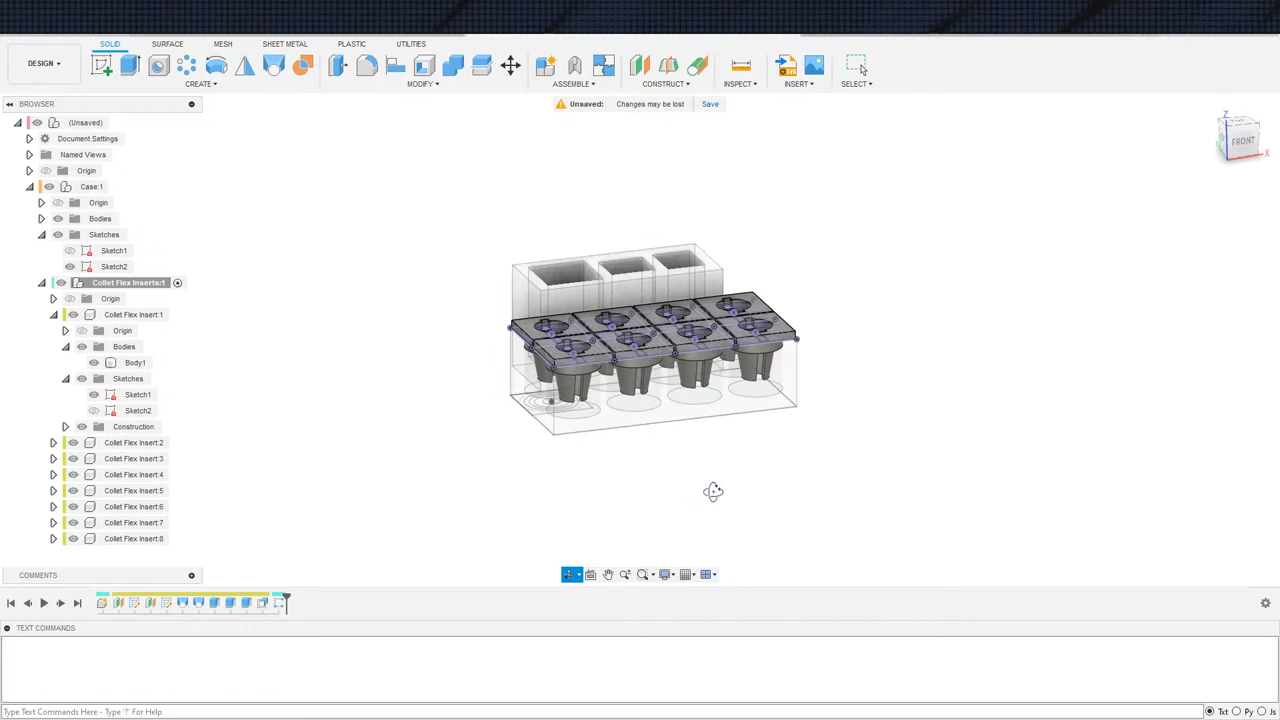 SOLID SURFACE MESH SHEET METAL PLASTIC UTILITIES
DESIGN
CREATE MODIFY ASSEMBLE CONSTRUCT INSPECT INSERT SELECT
BROWSER
Unsaved: Changes may be lost Save
(Unsaved)
Document Settings
Named Views
Origin
Case:1
Origin
Bodies
Sketches
Sketch1
Sketch2
Collet Flex Inserts:1
Origin
Collet Flex Insert:1
Origin
Bodies
Body1
Sketches
Sketch1
Sketch2
Construction
Collet Flex Insert:2
Collet Flex Insert:3
Collet Flex Insert:4
Collet Flex Insert:5
Collet Flex Insert:6
Collet Flex Insert:7
Collet Flex Insert:8
Z
FRONT
X
COMMENTS
TEXT COMMANDS
Type Text Commands Here - Type '?' For Help
Txt Py Js